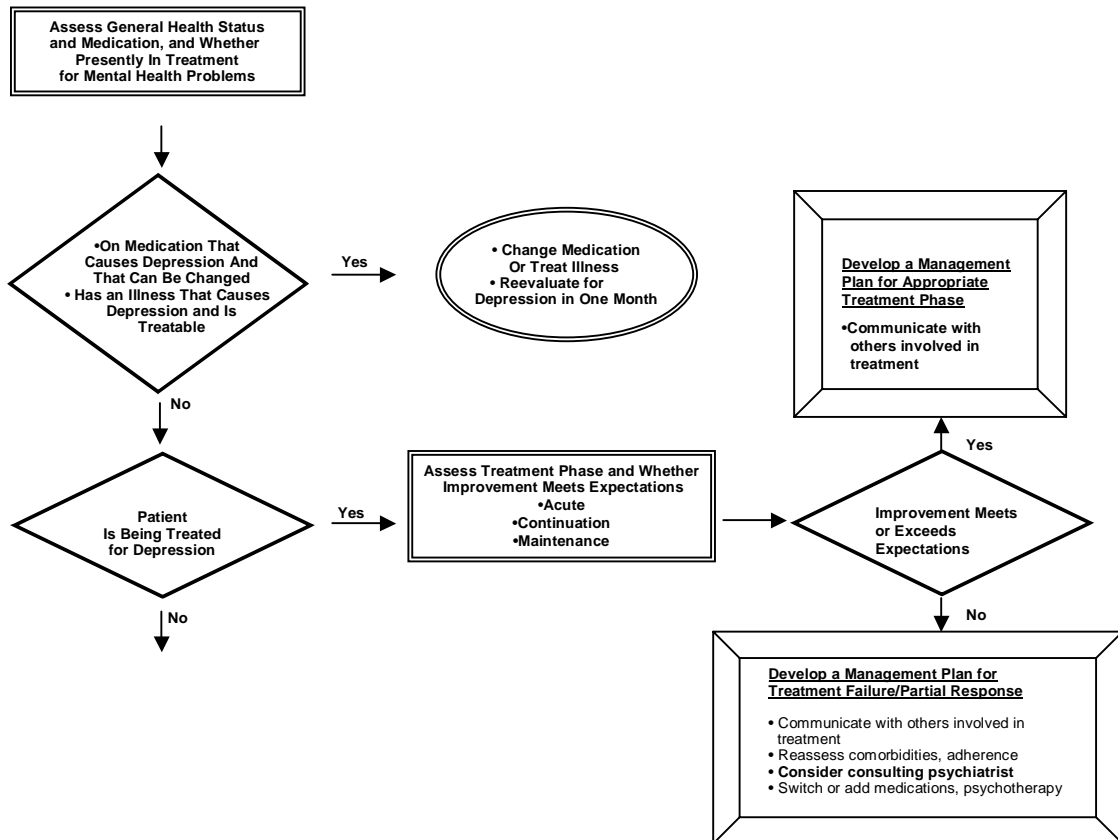 Assess General Health Status
and Medication, and Whether
Presently In Treatment
for Mental Health Problems
•On Medication That
Causes Depression And
That Can Be Changed
• Has an Illness That Causes
Depression and Is
Treatable
Yes
• Change Medication
Or Treat Illness
• Reevaluate for
Depression in One Month
Develop a Management
Plan for Appropriate
Treatment Phase
•Communicate with
others involved in
treatment
No
Yes
Patient
Is Being Treated
for Depression
Yes
Assess Treatment Phase and Whether
Improvement Meets Expectations
•Acute
•Continuation
•Maintenance
Improvement Meets
or Exceeds
Expectations
No
No
Develop a Management Plan for
Treatment Failure/Partial Response
• Communicate with others involved in
treatment
• Reassess comorbidities, adherence
• Consider consulting psychiatrist
• Switch or add medications, psychotherapy